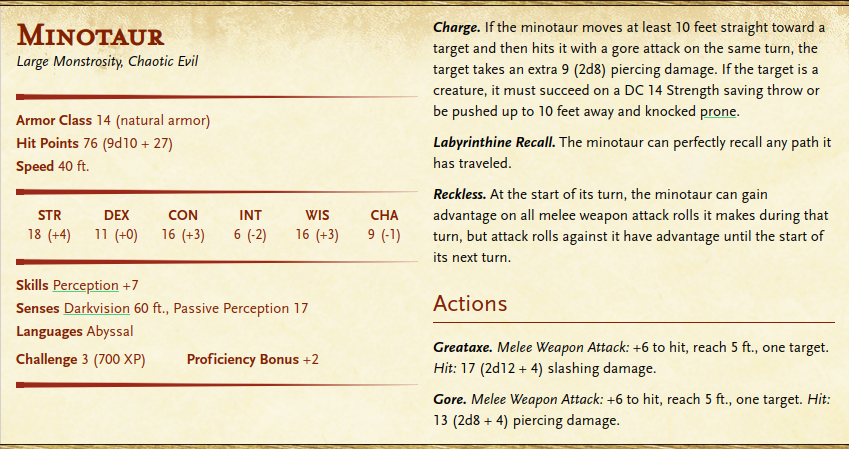 Minotaur
Large Monstrosity, Chaotic Evil
Armor Class 14 (natural armor)
Hit Points 76 (9d10 + 27)
Speed 40 ft.
STR DEX CON INT WIS CHA
18 (+4) 11 (+0) 16 (+3) 6 (-2) 16 (+3) 9 (-1)
Skills Perception +7
Senses Darkvision 60 ft., Passive Perception 17
Languages Abyssal
Challenge 3 (700 XP) Proficiency Bonus +2
Charge. If the minotaur moves at least 10 feet straight toward a
target and then hits it with a gore attack on the same turn, the
target takes an extra 9 (2d8) piercing damage. If the target is a
creature, it must succeed on a DC 14 Strength saving throw or
be pushed up to 10 feet away and knocked prone.
Labyrinthine Recall. The minotaur can perfectly recall any path it
has traveled.
Reckless. At the start of its turn, the minotaur can gain
advantage on all melee weapon attack rolls it makes during that
turn, but attack rolls against it have advantage until the start of
its next turn.
Actions
Greataxe. Melee Weapon Attack: +6 to hit, reach 5 ft., one target.
Hit: 17 (2d12 + 4) slashing damage.
Gore. Melee Weapon Attack: +6 to hit, reach 5 ft., one target. Hit:
13 (2d8 + 4) piercing damage.